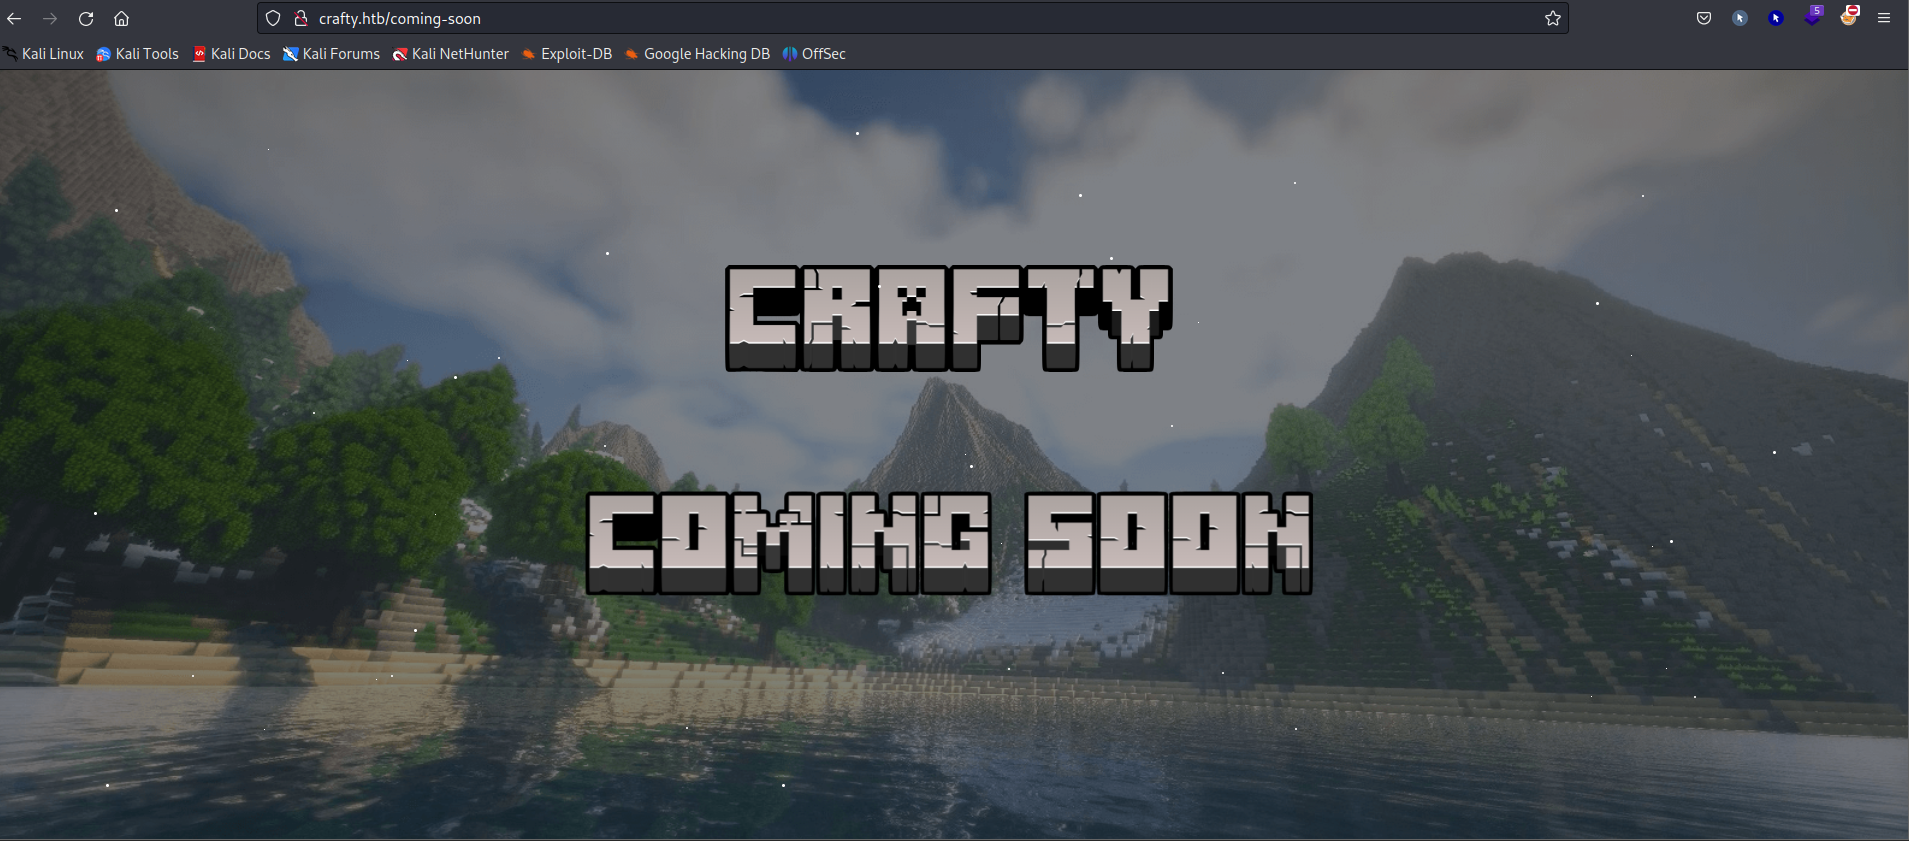 crafty.htb/coming-soon
5
Kali Linux Kali Tools Kali Docs Kali Forums Kali NetHunter Exploit-DB Google Hacking DB OffSec
CRAFTY
COMING SOON